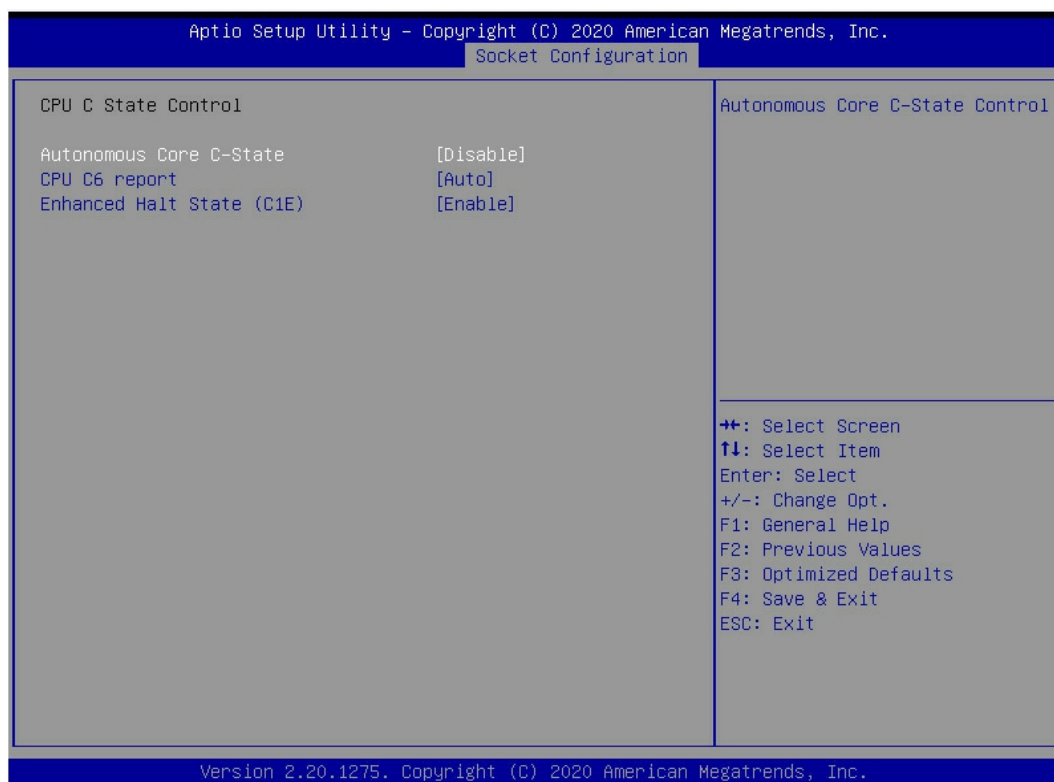 Aptio Setup Utility – Copyright (C) 2020 American Megatrends, Inc.
Socket Configuration
CPU C State Control
Autonomous Core C-State [Disable]
CPU C6 report [Auto]
Enhanced Halt State (C1E) [Enable]
Autonomous Core C-State Control
→←: Select Screen
↑↓: Select Item
Enter: Select
+/-: Change Opt.
F1: General Help
F2: Previous Values
F3: Optimized Defaults
F4: Save & Exit
ESC: Exit
Version 2.20.1275. Copyright (C) 2020 American Megatrends, Inc.